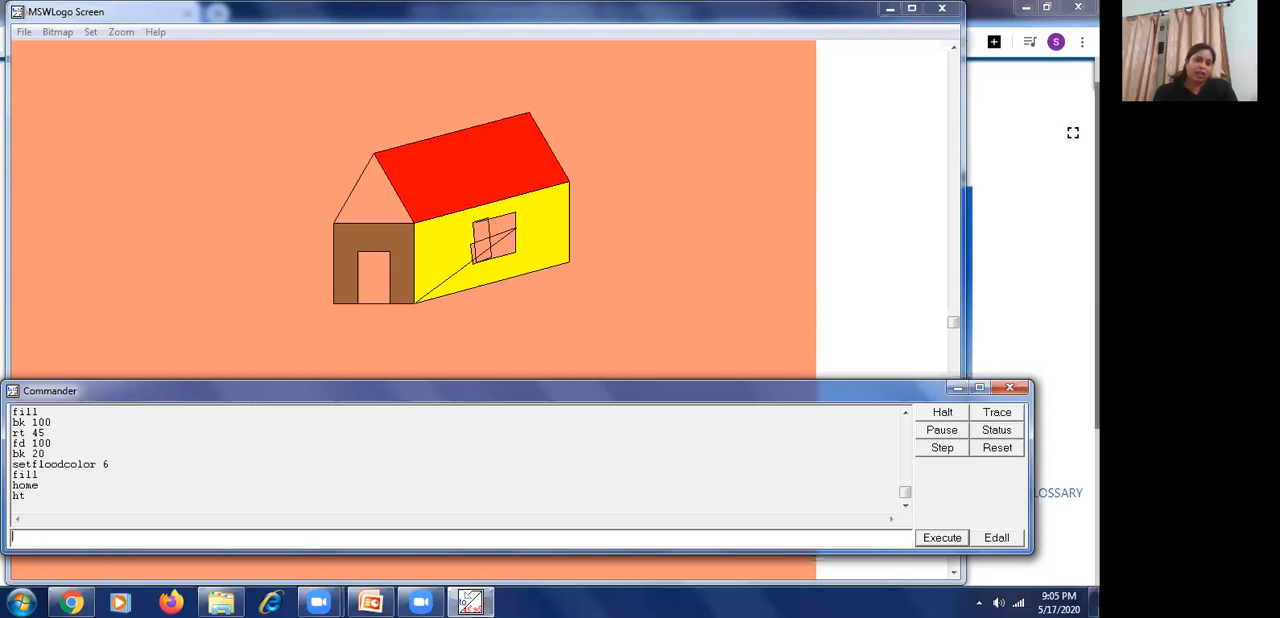 MSWLogo Screen
File Bitmap Set Zoom Help
S
Commander
fill
bk 100
rt 45
fd 100
bk 20
setfloodcolor 6
fill
home
ht
Halt Trace
Pause Status
Step Reset
Execute Edall
LOSSARY
9:05 PM
5/17/2020